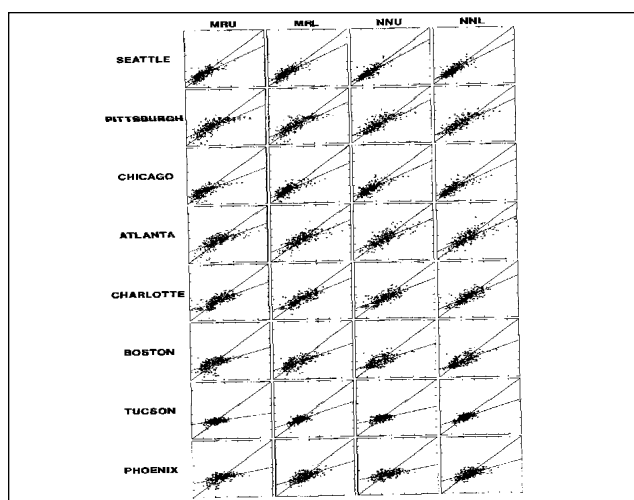 MRU MRL NNU NNL
SEATTLE
PITTSBURGH
CHICAGO
ATLANTA
CHARLOTTE
BOSTON
TUCSON
PHOENIX